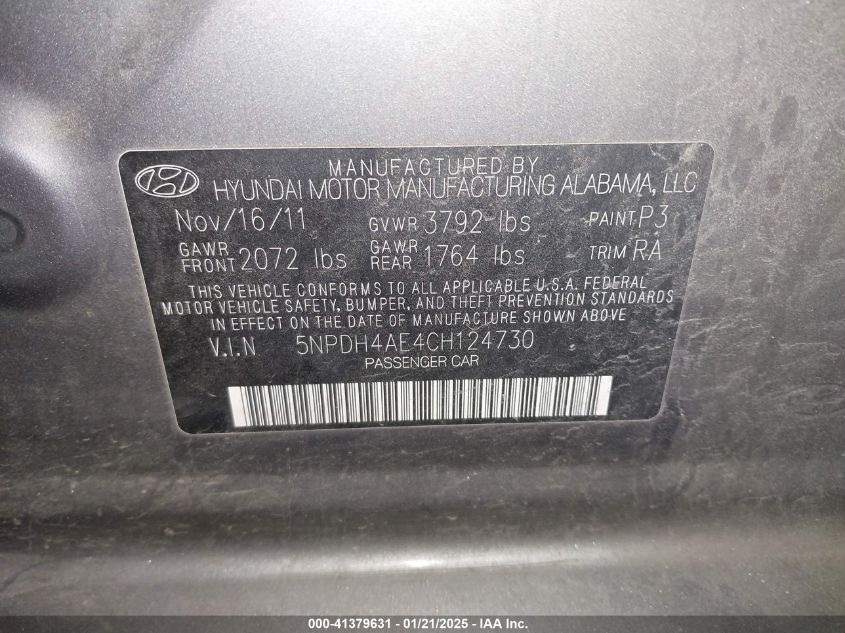 MANUFACTURED BY
HYUNDAI MOTOR MANUFACTURING ALABAMA, LLC
Nov/16/11 GVWR 3792 lbs PAINT P3
GAWR FRONT 2072 lbs GAWR REAR 1764 lbs TRIM RA
THIS VEHICLE CONFORMS TO ALL APPLICABLE U.S.A. FEDERAL
MOTOR VEHICLE SAFETY, BUMPER, AND THEFT PREVENTION STANDARDS
IN EFFECT ON THE DATE OF MANUFACTURE SHOWN ABOVE
V.I.N 5NPDH4AE4CH124730
PASSENGER CAR
000-41379631 - 01/21/2025 - IAA Inc.